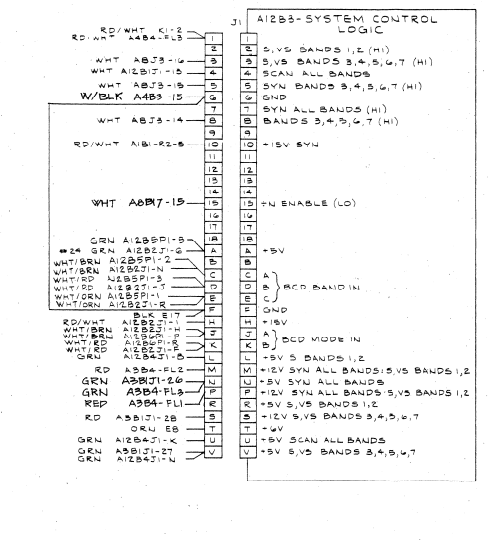 J1 A12B3-SYSTEM CONTROL LOGIC
RD/WHT K1-2
RD/WHT A4B4-FL3 1 1
2 2 S,VS BANDS 1,2 (HI)
WHT A8J3-16 3 3 S,VS BANDS 3,4,5,6,7 (HI)
WHT A12B1J1-15 4 4 SCAN ALL BANDS
WHT A8J3-15 5 5 SYN BANDS 3,4,5,6,7 (HI)
W/BLK A4B3 15 6 6 GND
7 7 SYN ALL BANDS (HI)
WHT A8J3-14 8 8 BANDS 3,4,5,6,7 (HI)
9 9
RD/WHT A1B1-R2-8 10 10 +15V SYN
11 11
12 12
13 13
14 14
WHT A8B17-15 15 15 ÷N ENABLE (LO)
16 16
17 17
GRN A12B5P1-5 18 18
#24 GRN A12B2J1-6 A A +5V
WHT/BRN A12B5P1-2 B B
WHT/BRN A12B2J1-N C C A
WHT/RD A12B5P1-3
WHT/RD A12B2J1-J D D B BCD BAND IN
WHT/ORN A12B5P1-1
WHT/ORN A12B2J1-R E E C
BLK E17 F F GND
RD/WHT A12B2J1-1 H H +15V
WHT/BRN A12B2J1-H
WHT/BRN A12B6P1-P J J A
WHT/RD A12B6P1-R
WHT/RD A12B2J1-F K K B BCD MODE IN
GRN A12B4J1-8 L L +5V S BANDS 1,2
RD A3B4-FL2 M M +12V SYN ALL BANDS: S,VS BANDS 1,2
GRN A3B1J1-26 N N +5V SYN ALL BANDS
GRN A3B4-FL3 P P +12V SYN ALL BANDS: S,VS BANDS 1,2
RED A3B4-FL1 R R +5V S,VS BANDS 1,2
RD A3B1J1-28 S S +12V S,VS BANDS 3,4,5,6,7
ORN E8 T T +6V
GRN A12B4J1-K U U +5V SCAN ALL BANDS
GRN A3B1J1-27 V V +5V S,VS BANDS 3,4,5,6,7
GRN A12B4J1-N